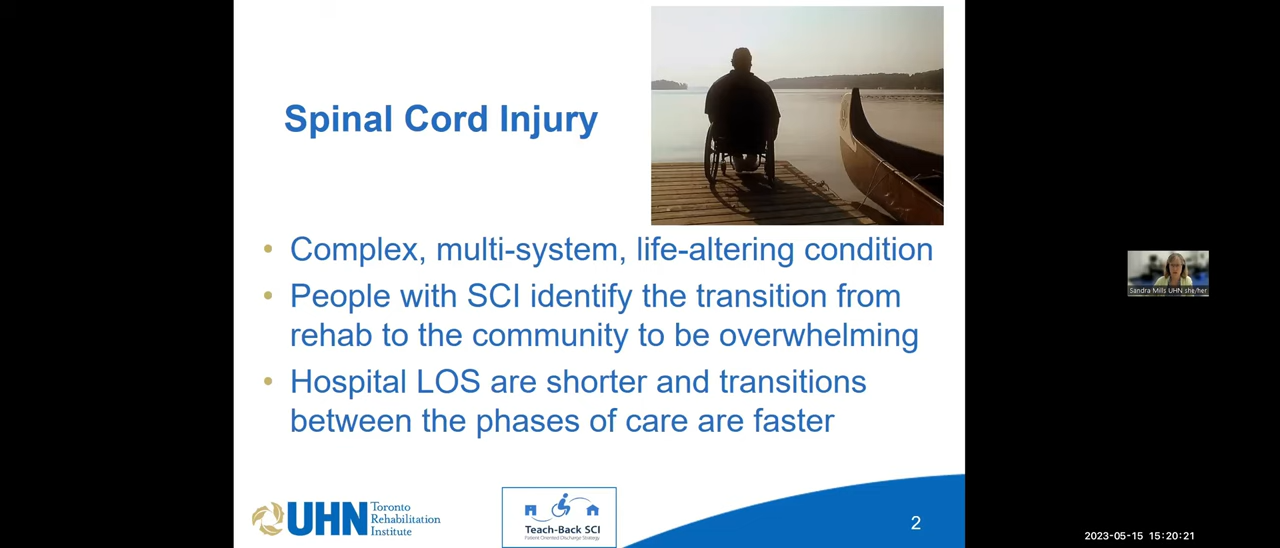 Spinal Cord Injury
• Complex, multi-system, life-altering condition
• People with SCI identify the transition from
rehab to the community to be overwhelming
• Hospital LOS are shorter and transitions
between the phases of care are faster
UHN
Toronto
Rehabilitation
Institute
Teach-Back SCI
Patient Oriented Discharge Strategy
2
Sandra Mills UHN she/her
2023-05-15 15:20:21